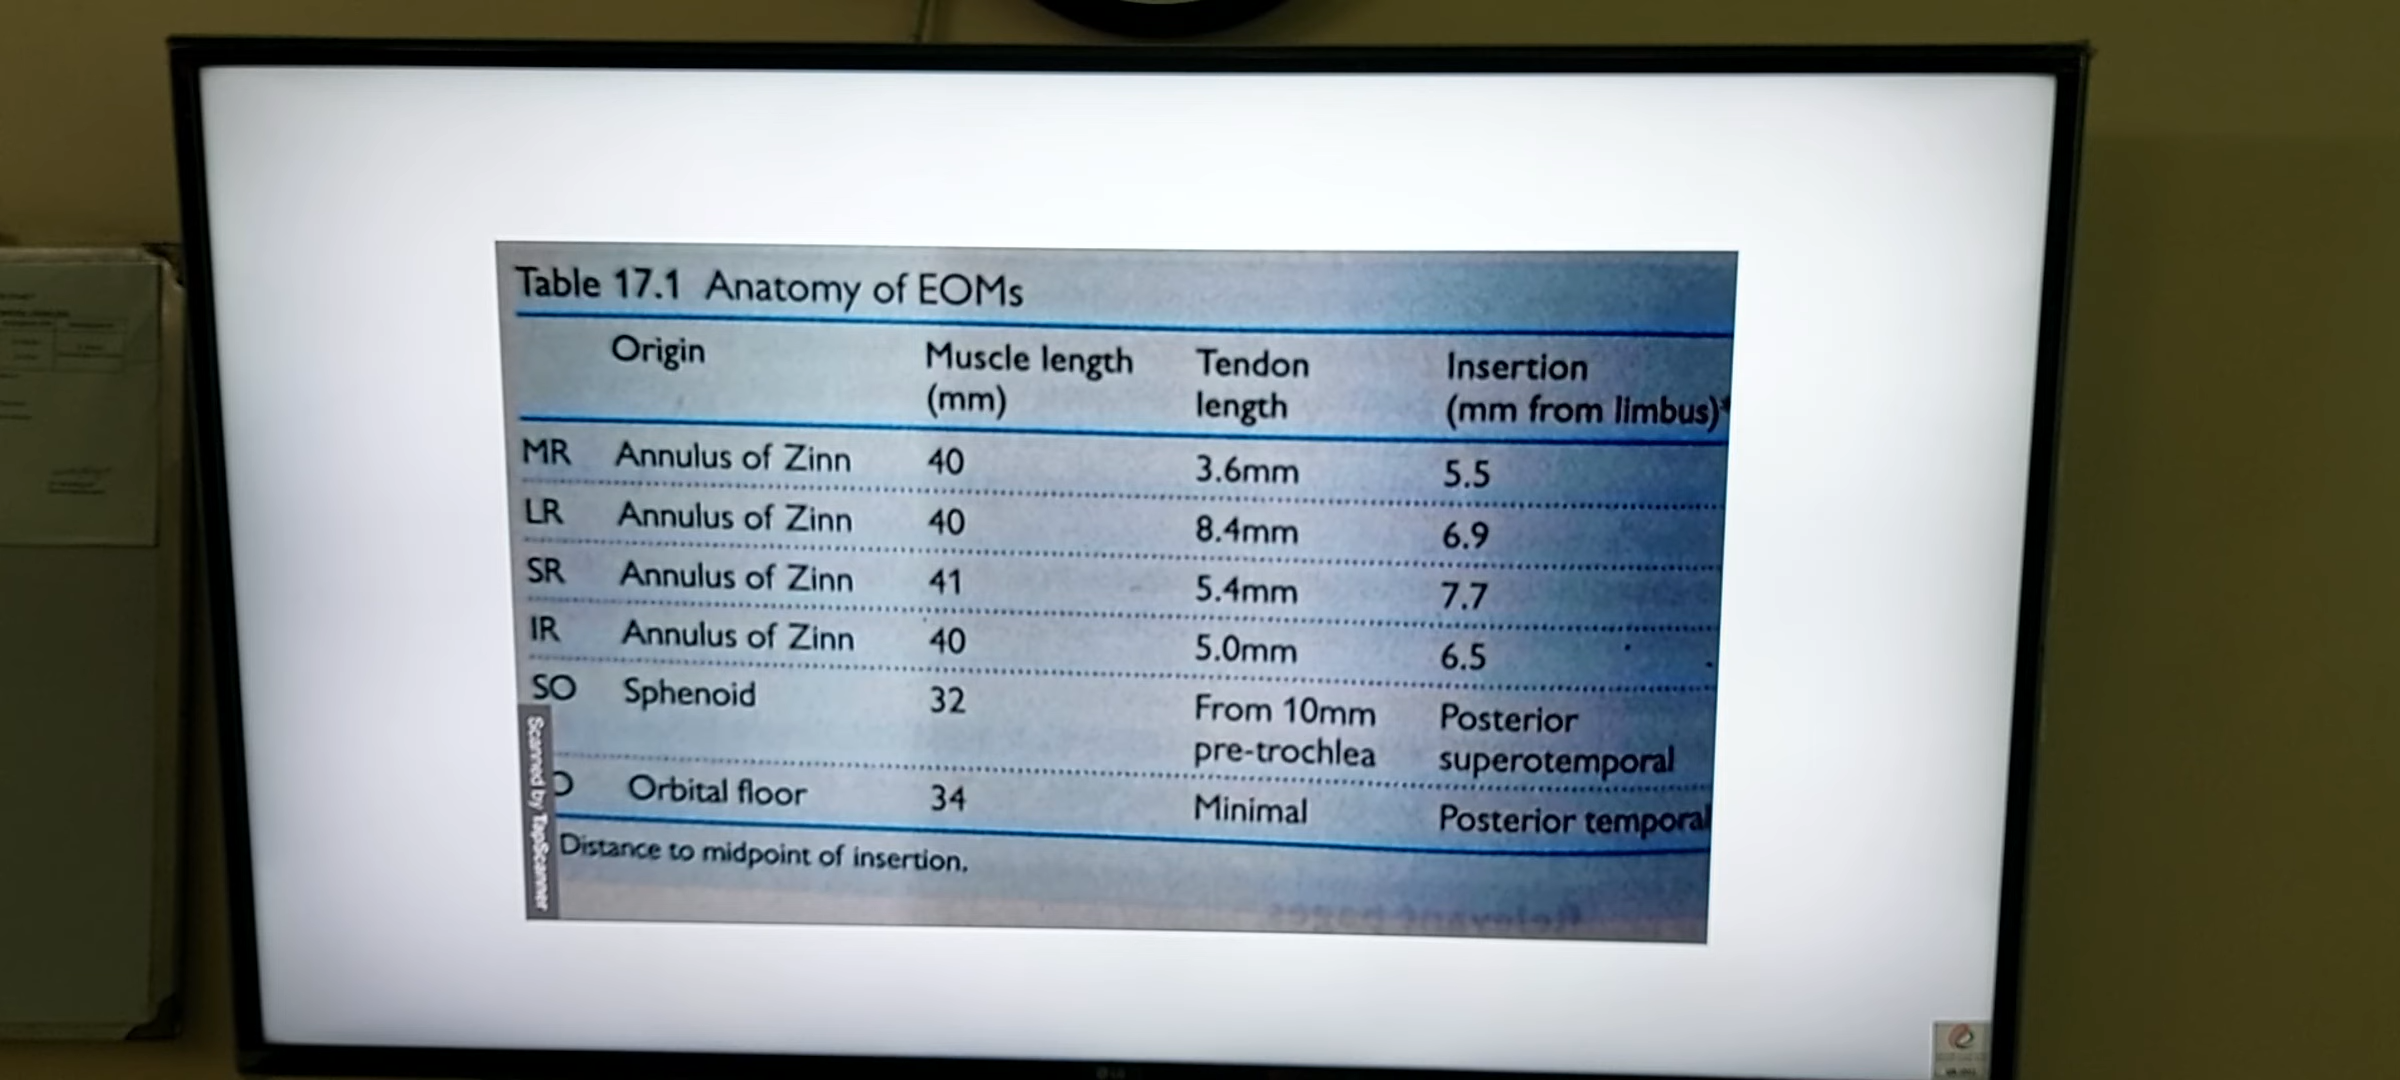 Table 17.1 Anatomy of EOMs
Origin Muscle length (mm) Tendon length Insertion (mm from limbus)*
MR Annulus of Zinn 40 3.6mm 5.5
LR Annulus of Zinn 40 8.4mm 6.9
SR Annulus of Zinn 41 5.4mm 7.7
IR Annulus of Zinn 40 5.0mm 6.5
SO Sphenoid 32 From 10mm pre-trochlea Posterior superotemporal
O Orbital floor 34 Minimal Posterior temporal
Distance to midpoint of insertion.
Scanned by TapScanner
Relevant pages
LG